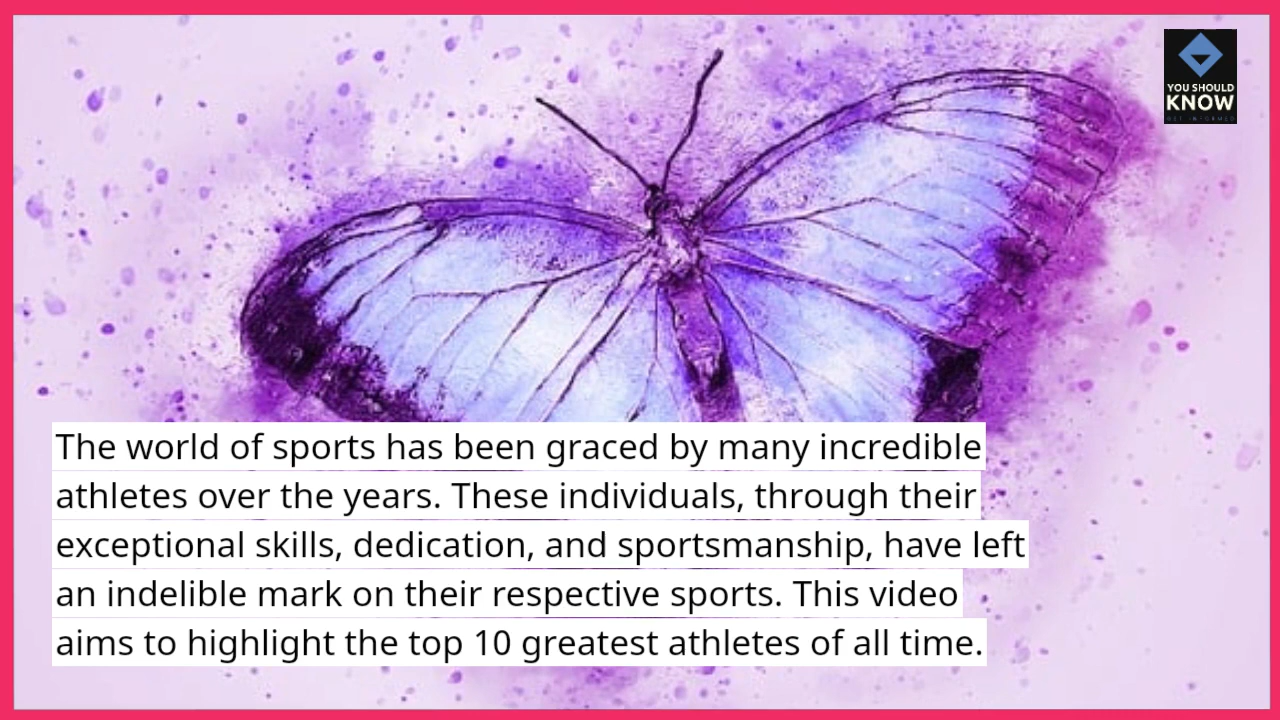 YOU SHOULD
KNOW
GET INFORMED
The world of sports has been graced by many incredible
athletes over the years. These individuals, through their
exceptional skills, dedication, and sportsmanship, have left
an indelible mark on their respective sports. This video
aims to highlight the top 10 greatest athletes of all time.